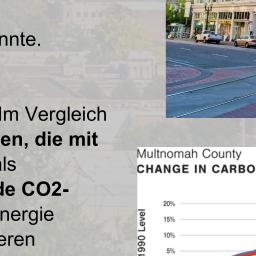 nnte.
Im Vergleich
en, die mit
als
de CO2-
nergie
eren
Multnomah County
CHANGE IN CARBO
1990 Level
20%
15%
10%
5%